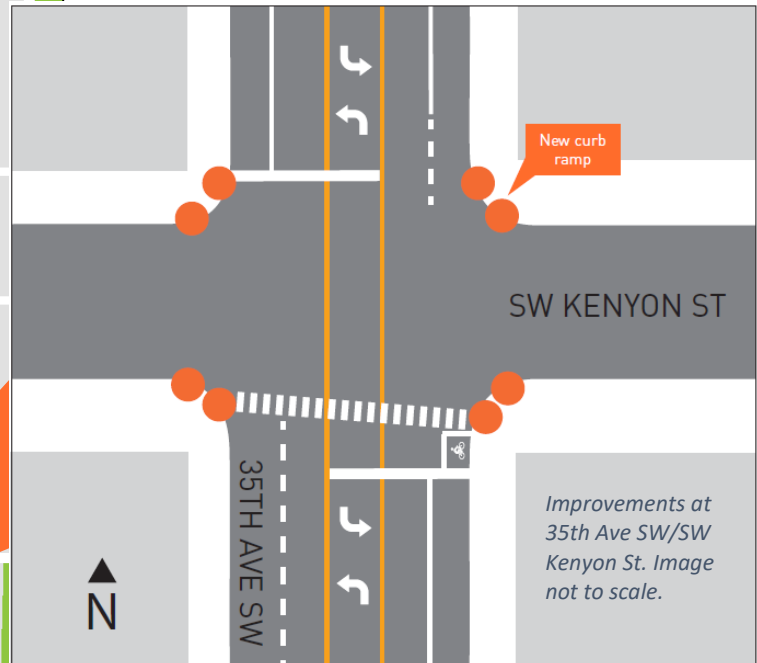 New curb
ramp
SW KENYON ST
35TH AVE SW
Improvements at
35th Ave SW/SW
Kenyon St. Image
not to scale.
N